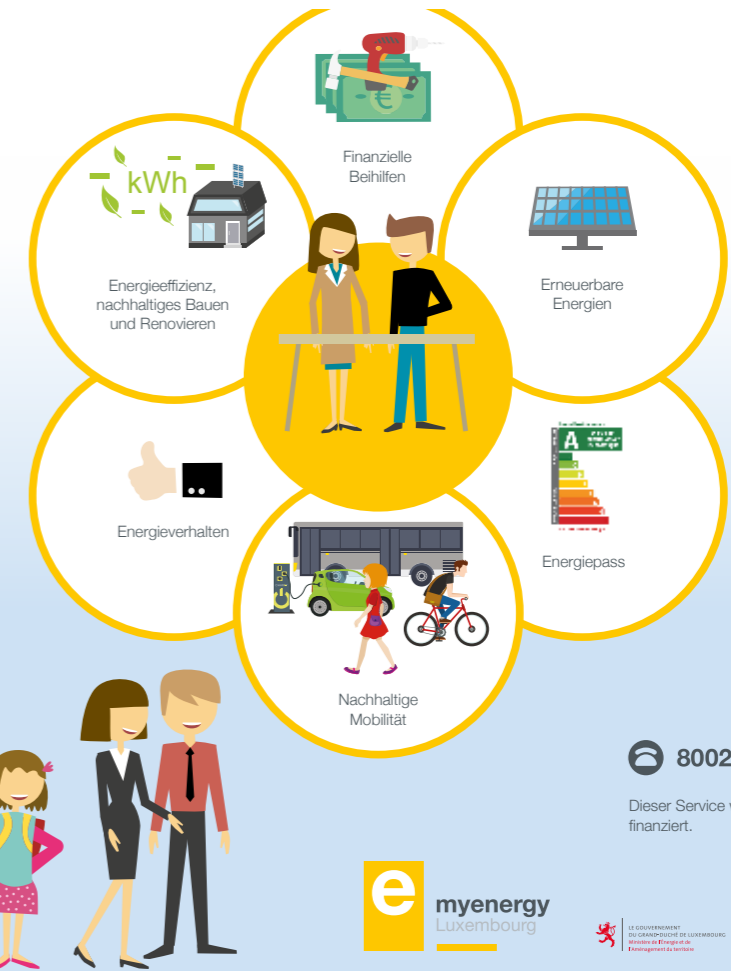 Finanzielle
Beihilfen
kWh
Energieeffizienz,
nachhaltiges Bauen
und Renovieren
Erneuerbare
Energien
Energieverhalten
A
Energiepass
Nachhaltige
Mobilität
8002
Dieser Service
finanziert.
e
myenergy
Luxembourg
LE GOUVERNEMENT
DU GRAND-DUCHÉ DE LUXEMBOURG
Ministère de l'Énergie et de
l'Aménagement du territoire